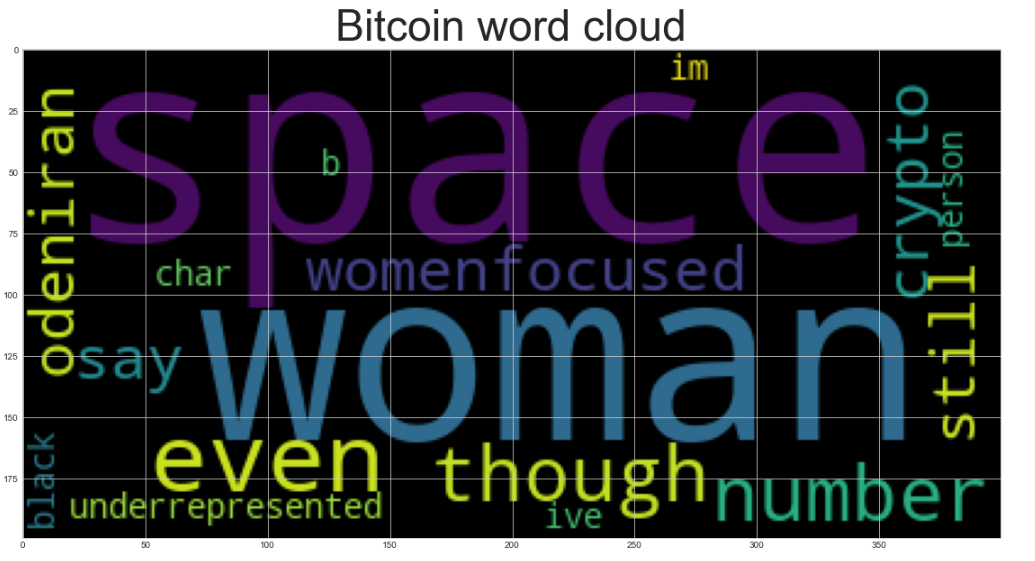 Bitcoin word cloud
im
space
b
odeniran
crypto
person
char
womenfocused
woman
say
still
black
even
though
number
underrepresented
ive
0
25
50
75
100
125
150
175
0 50 100 150 200 250 300 350